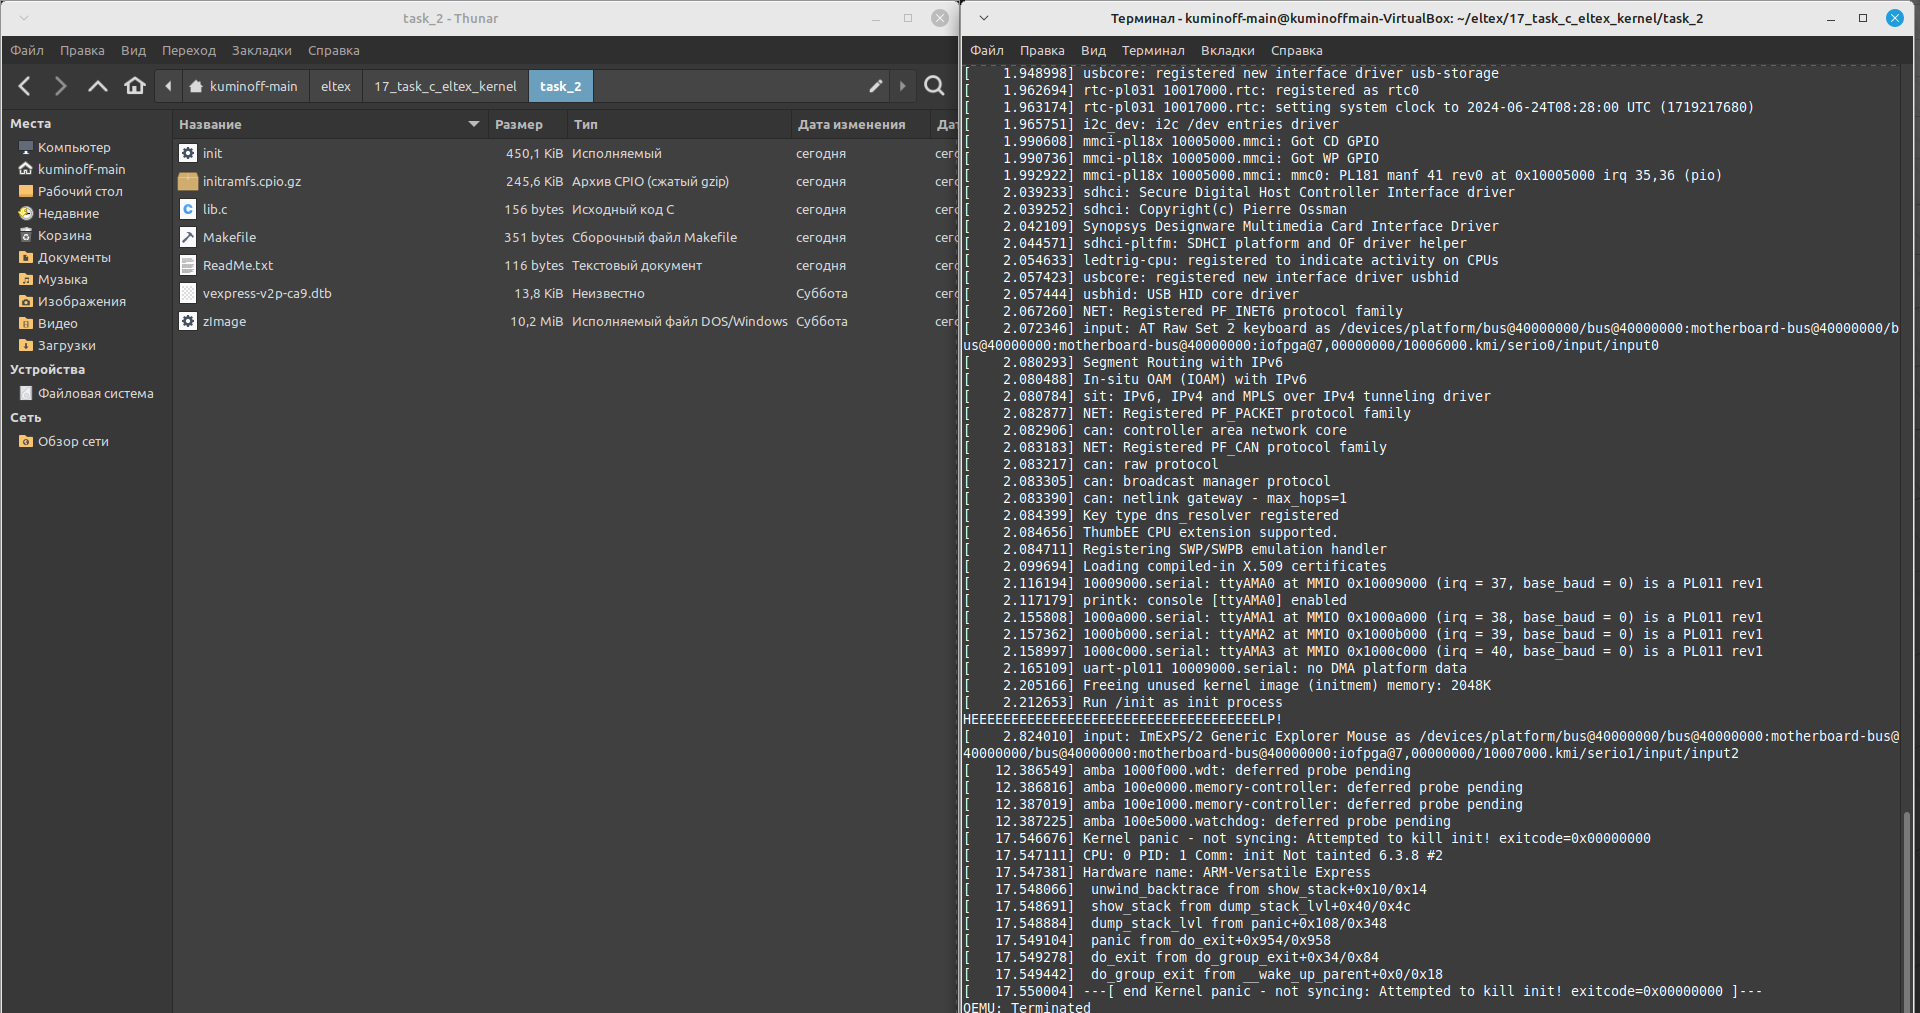 task_2 - Thunar
Файл Правка Вид Переход Закладки Справка
kuminoff-main eltex 17_task_c_eltex_kernel task_2
Места
Компьютер
kuminoff-main
Рабочий стол
Недавние
Корзина
Документы
Музыка
Изображения
Видео
Загрузки
Устройства
Файловая система
Сеть
Обзор сети
Название Размер Тип Дата изменения Дат
init 450,1 KiB Исполняемый сегодня сего
initramfs.cpio.gz 245,6 KiB Архив CPIO (сжатый gzip) сегодня сего
lib.c 156 bytes Исходный код C сегодня сего
Makefile 351 bytes Сборочный файл Makefile сегодня сего
ReadMe.txt 116 bytes Текстовый документ сегодня сего
vexpress-v2p-ca9.dtb 13,8 KiB Неизвестно Суббота сего
zImage 10,2 MiB Исполняемый файл DOS/Windows Суббота сего
Терминал - kuminoff-main@kuminoffmain-VirtualBox: ~/eltex/17_task_c_eltex_kernel/task_2
Файл Правка Вид Терминал Вкладки Справка
[    1.948998] usbcore: registered new interface driver usb-storage
[    1.962694] rtc-pl031 10017000.rtc: registered as rtc0
[    1.963174] rtc-pl031 10017000.rtc: setting system clock to 2024-06-24T08:28:00 UTC (1719217680)
[    1.965751] i2c_dev: i2c /dev entries driver
[    1.990608] mmci-pl18x 10005000.mmci: Got CD GPIO
[    1.990736] mmci-pl18x 10005000.mmci: Got WP GPIO
[    1.992922] mmci-pl18x 10005000.mmci: mmc0: PL181 manf 41 rev0 at 0x10005000 irq 35,36 (pio)
[    2.039233] sdhci: Secure Digital Host Controller Interface driver
[    2.039252] sdhci: Copyright(c) Pierre Ossman
[    2.042109] Synopsys Designware Multimedia Card Interface Driver
[    2.044571] sdhci-pltfm: SDHCI platform and OF driver helper
[    2.054633] ledtrig-cpu: registered to indicate activity on CPUs
[    2.057423] usbcore: registered new interface driver usbhid
[    2.057444] usbhid: USB HID core driver
[    2.067260] NET: Registered PF_INET6 protocol family
[    2.072346] input: AT Raw Set 2 keyboard as /devices/platform/bus@40000000/bus@40000000:motherboard-bus@40000000/b
us@40000000:motherboard-bus@40000000:iofpga@7,00000000/10006000.kmi/serio0/input/input0
[    2.080293] Segment Routing with IPv6
[    2.080488] In-situ OAM (IOAM) with IPv6
[    2.080784] sit: IPv6, IPv4 and MPLS over IPv4 tunneling driver
[    2.082877] NET: Registered PF_PACKET protocol family
[    2.082906] can: controller area network core
[    2.083183] NET: Registered PF_CAN protocol family
[    2.083217] can: raw protocol
[    2.083305] can: broadcast manager protocol
[    2.083390] can: netlink gateway - max_hops=1
[    2.084399] Key type dns_resolver registered
[    2.084656] ThumbEE CPU extension supported.
[    2.084711] Registering SWP/SWPB emulation handler
[    2.099694] Loading compiled-in X.509 certificates
[    2.116194] 10009000.serial: ttyAMA0 at MMIO 0x10009000 (irq = 37, base_baud = 0) is a PL011 rev1
[    2.117179] printk: console [ttyAMA0] enabled
[    2.155808] 1000a000.serial: ttyAMA1 at MMIO 0x1000a000 (irq = 38, base_baud = 0) is a PL011 rev1
[    2.157362] 1000b000.serial: ttyAMA2 at MMIO 0x1000b000 (irq = 39, base_baud = 0) is a PL011 rev1
[    2.158997] 1000c000.serial: ttyAMA3 at MMIO 0x1000c000 (irq = 40, base_baud = 0) is a PL011 rev1
[    2.165109] uart-pl011 10009000.serial: no DMA platform data
[    2.205166] Freeing unused kernel image (initmem) memory: 2048K
[    2.212653] Run /init as init process
HEEEEEEEEEEEEEEEEEEEEEEEEEEEEEEEEEEEELP!
[    2.824010] input: ImExPS/2 Generic Explorer Mouse as /devices/platform/bus@40000000/bus@40000000:motherboard-bus@
40000000/bus@40000000:motherboard-bus@40000000:iofpga@7,00000000/10007000.kmi/serio1/input/input2
[   12.386549] amba 1000f000.wdt: deferred probe pending
[   12.386816] amba 100e0000.memory-controller: deferred probe pending
[   12.387019] amba 100e1000.memory-controller: deferred probe pending
[   12.387225] amba 100e5000.watchdog: deferred probe pending
[   17.546676] Kernel panic - not syncing: Attempted to kill init! exitcode=0x00000000
[   17.547111] CPU: 0 PID: 1 Comm: init Not tainted 6.3.8 #2
[   17.547381] Hardware name: ARM-Versatile Express
[   17.548066]  unwind_backtrace from show_stack+0x10/0x14
[   17.548691]  show_stack from dump_stack_lvl+0x40/0x4c
[   17.548884]  dump_stack_lvl from panic+0x108/0x348
[   17.549104]  panic from do_exit+0x954/0x958
[   17.549278]  do_exit from do_group_exit+0x34/0x84
[   17.549442]  do_group_exit from __wake_up_parent+0x0/0x18
[   17.550004] ---[ end Kernel panic - not syncing: Attempted to kill init! exitcode=0x00000000 ]---
QEMU: Terminated